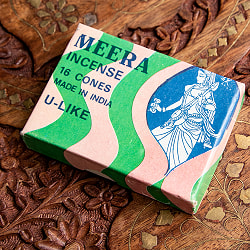 MEERA
INCENSE
16 CONES
MADE IN INDIA
U-LIKE